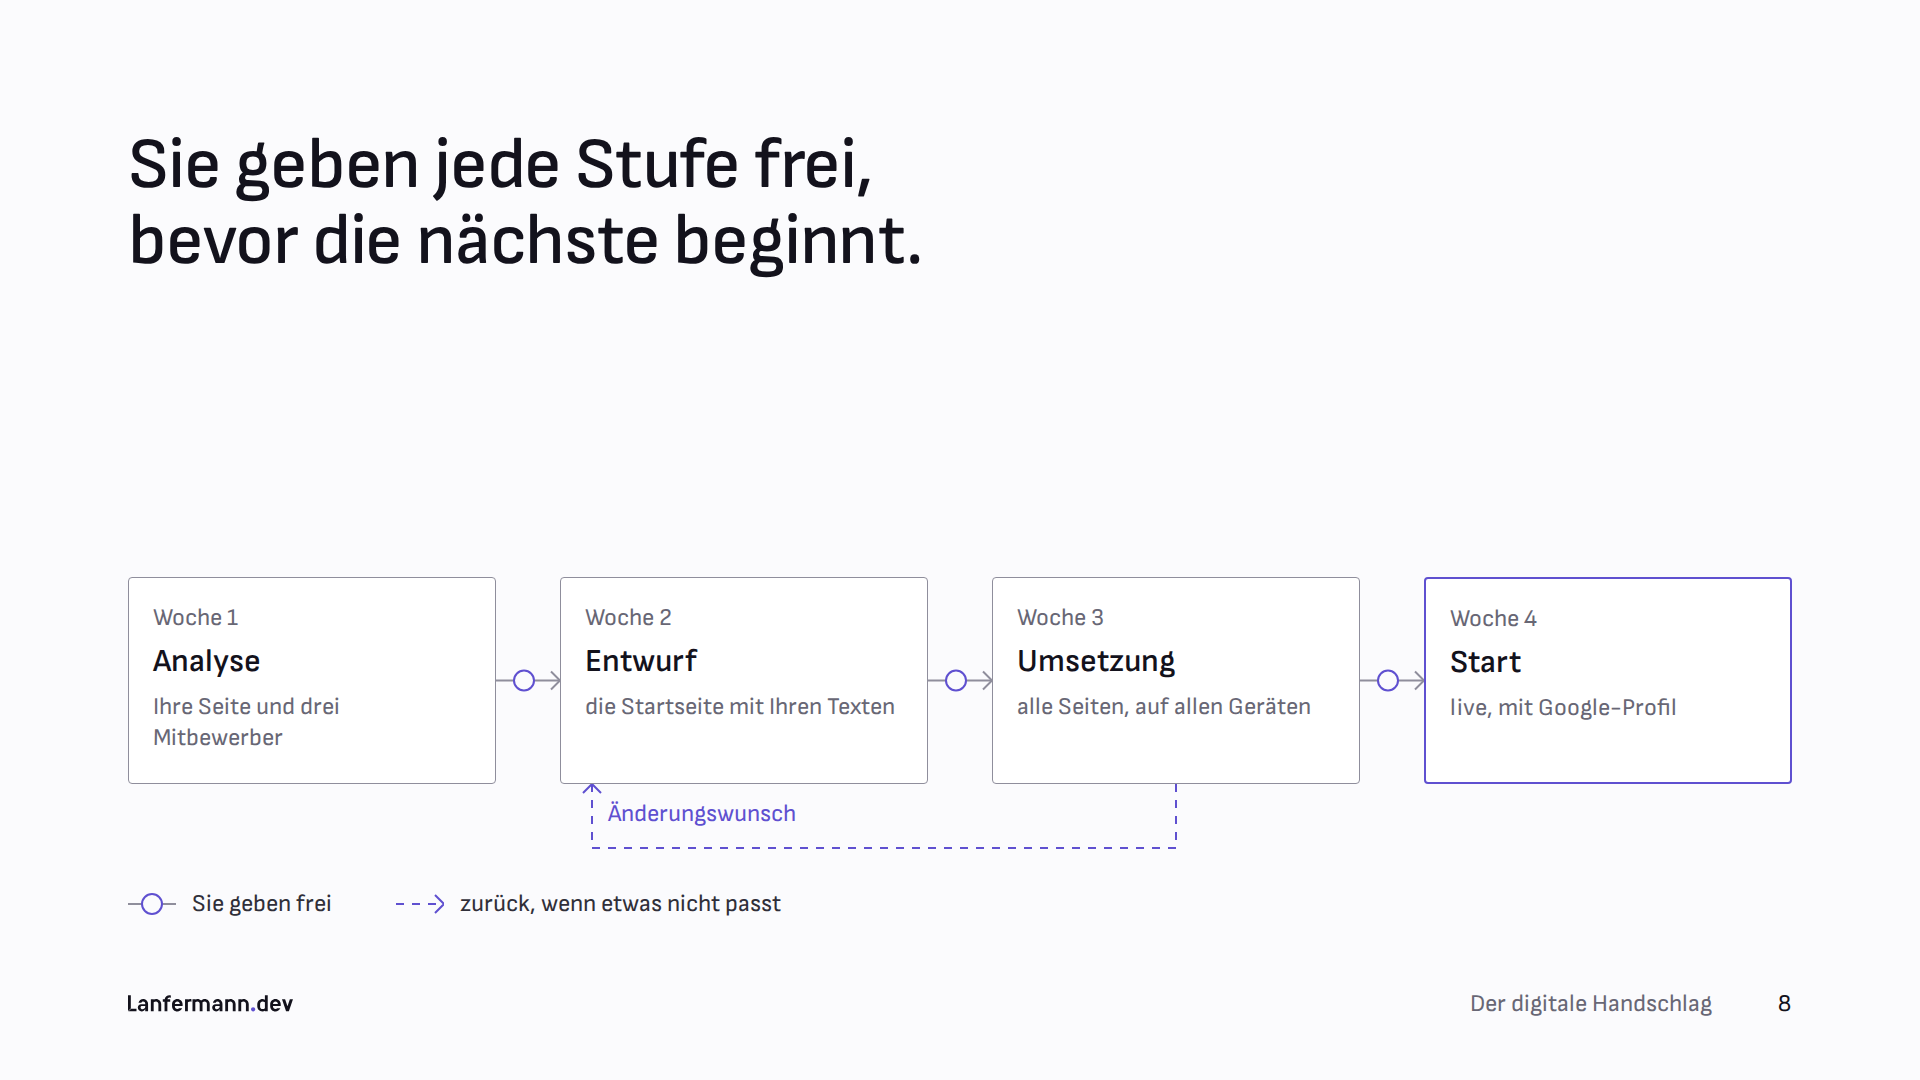 Sie geben jede Stufe frei,
bevor die nächste beginnt.
Woche 1
Analyse
Ihre Seite und drei
Mitbewerber
Woche 2
Entwurf
die Startseite mit Ihren Texten
Woche 3
Umsetzung
alle Seiten, auf allen Geräten
Woche 4
Start
live, mit Google-Profil
Änderungswunsch
Sie geben frei
zurück, wenn etwas nicht passt
Lanfermann.dev
Der digitale Handschlag
8